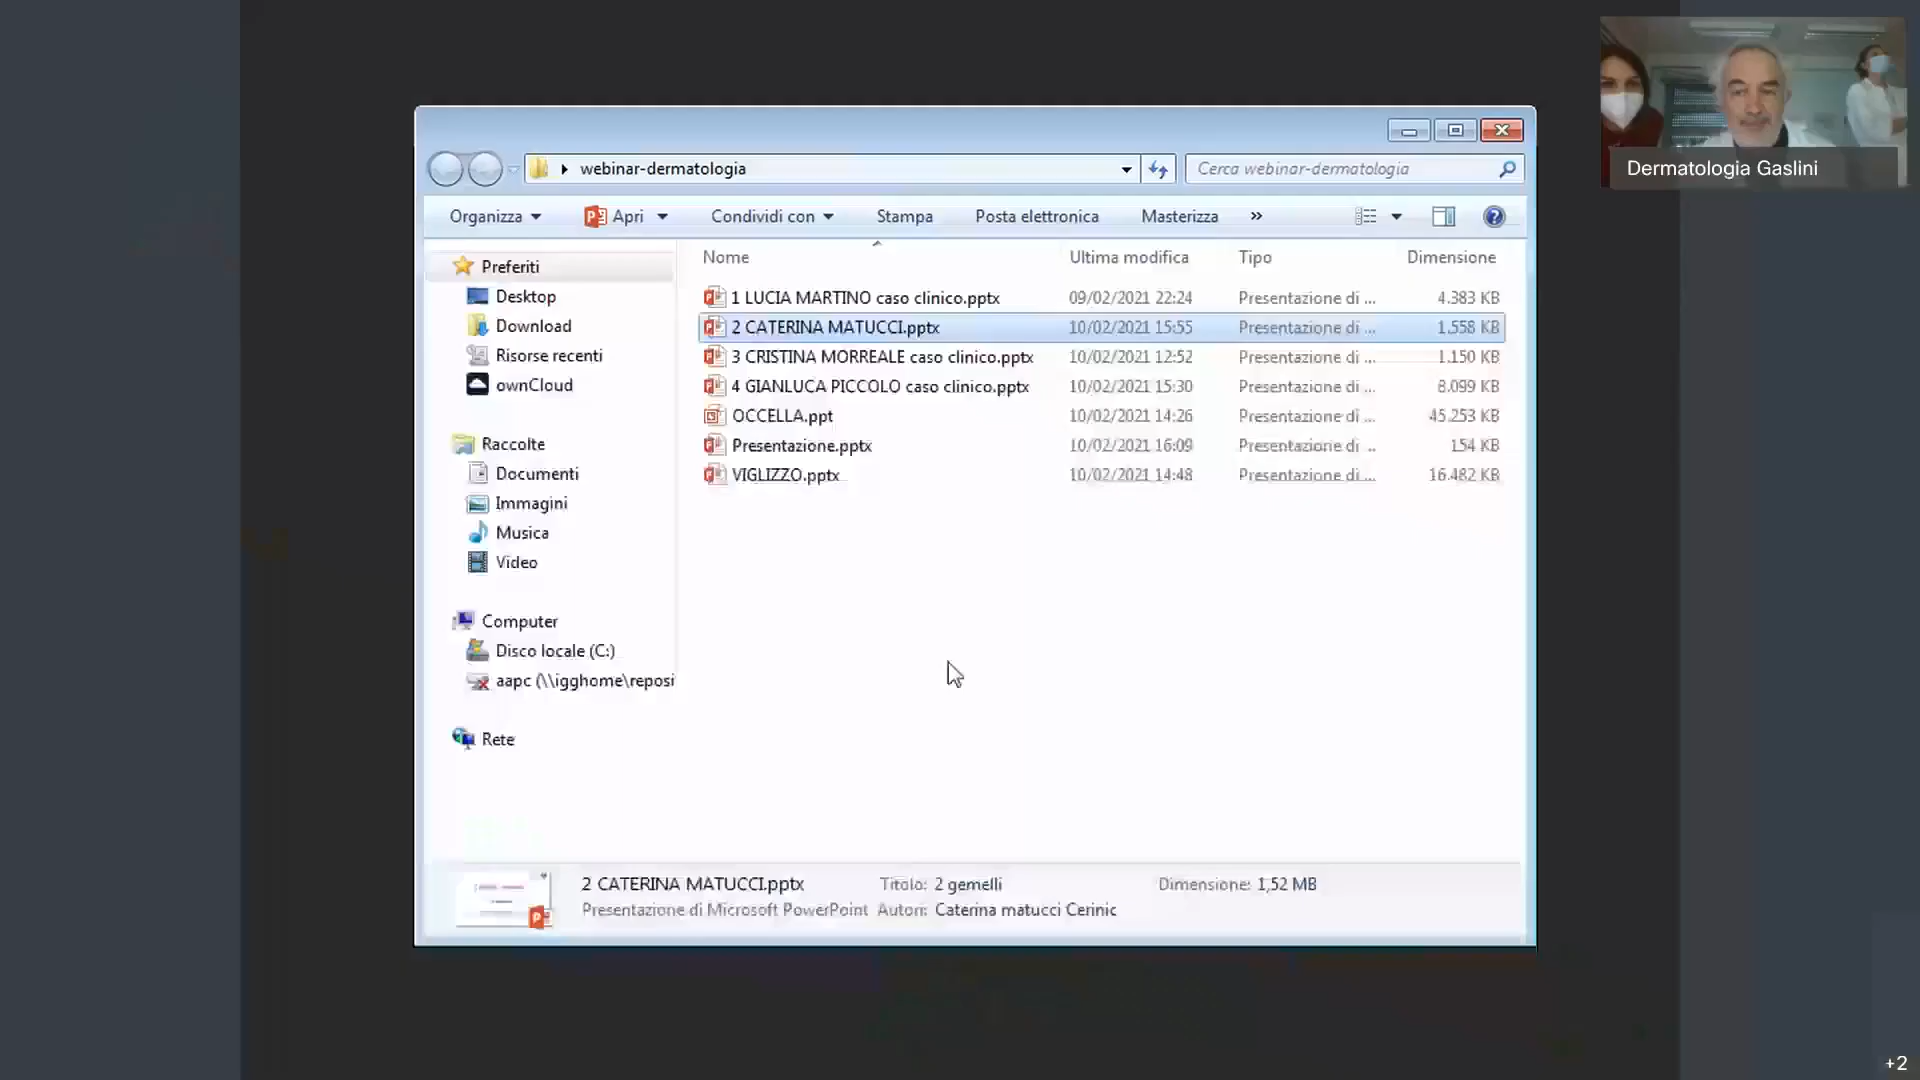 Dermatologia Gaslini
webinar-dermatologia
Cerca webinar-dermatologia
Organizza Apri Condividi con Stampa Posta elettronica Masterizza »
Nome Ultima modifica Tipo Dimensione
Preferiti
Desktop
Download
Risorse recenti
ownCloud
Raccolte
Documenti
Immagini
Musica
Video
Computer
Disco locale (C:)
aapc (\\igghome\reposi
Rete
1 LUCIA MARTINO caso clinico.pptx 09/02/2021 22:24 Presentazione di ... 4.383 KB
2 CATERINA MATUCCI.pptx 10/02/2021 15:55 Presentazione di ... 1.558 KB
3 CRISTINA MORREALE caso clinico.pptx 10/02/2021 12:52 Presentazione di ... 1.150 KB
4 GIANLUCA PICCOLO caso clinico.pptx 10/02/2021 15:30 Presentazione di ... 8.099 KB
OCCELLA.ppt 10/02/2021 14:26 Presentazione di ... 45.253 KB
Presentazione.pptx 10/02/2021 16:09 Presentazione di ... 154 KB
VIGLIZZO.pptx 10/02/2021 14:48 Presentazione di ... 16.482 KB
2 CATERINA MATUCCI.pptx Titolo: 2 gemelli Dimensione: 1,52 MB
Presentazione di Microsoft PowerPoint Autori: Caterina matucci Cerinic
+2